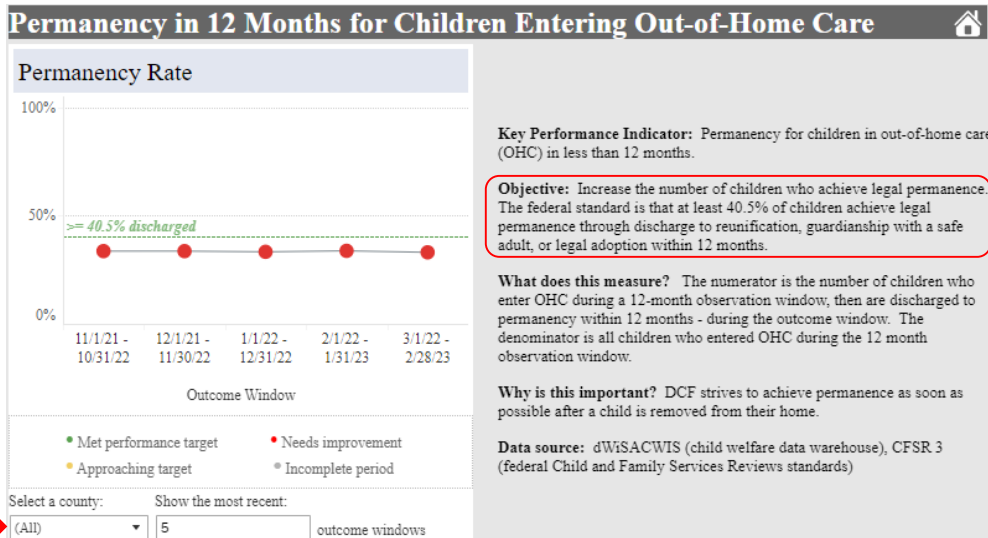 Permanency in 12 Months for Children Entering Out-of-Home Care
Permanency Rate
100%
50%
>= 40.5% discharged
0%
11/1/21 - 10/31/22
12/1/21 - 11/30/22
1/1/22 - 12/31/22
2/1/22 - 1/31/23
3/1/22 - 2/28/23
Outcome Window
Met performance target
Needs improvement
Approaching target
Incomplete period
Select a county:
Show the most recent:
(All)
5
outcome windows
Key Performance Indicator: Permanency for children in out-of-home care
(OHC) in less than 12 months.
Objective: Increase the number of children who achieve legal permanence.
The federal standard is that at least 40.5% of children achieve legal
permanence through discharge to reunification, guardianship with a safe
adult, or legal adoption within 12 months.
What does this measure? The numerator is the number of children who
enter OHC during a 12-month observation window, then are discharged to
permanency within 12 months - during the outcome window. The
denominator is all children who entered OHC during the 12 month
observation window.
Why is this important? DCF strives to achieve permanence as soon as
possible after a child is removed from their home.
Data source: dWiSACWIS (child welfare data warehouse), CFSR 3
(federal Child and Family Services Reviews standards)